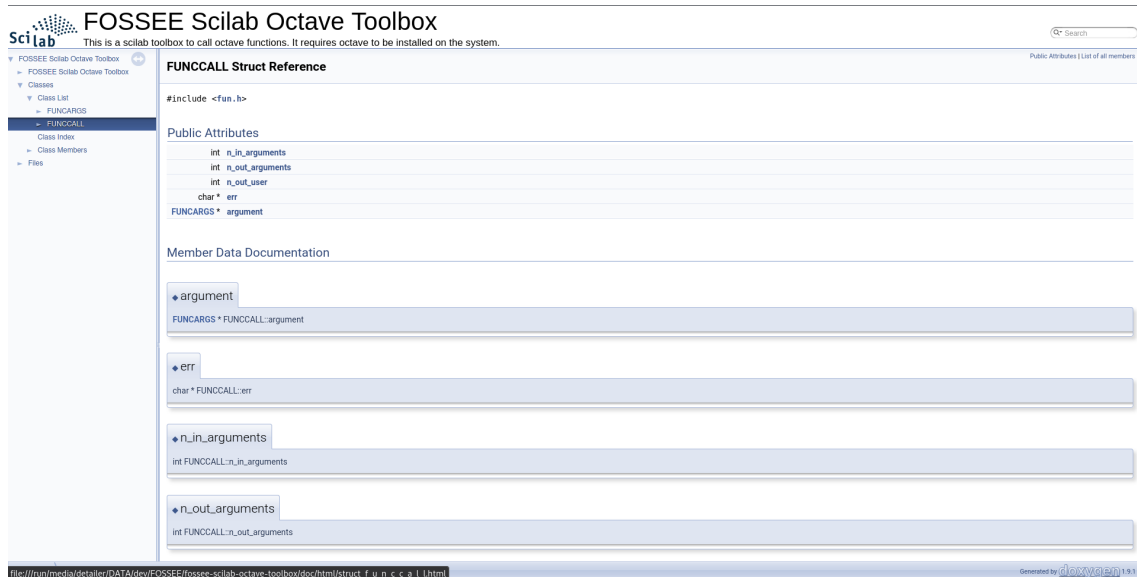 Scilab
FOSSEE Scilab Octave Toolbox
This is a scilab toolbox to call octave functions. It requires octave to be installed on the system.
Search
FOSSEE Scilab Octave Toolbox
FOSSEE Scilab Octave Toolbox
Classes
Class List
FUNCARGS
FUNCCALL
Class Index
Class Members
Files
Public Attributes | List of all members
FUNCCALL Struct Reference
#include <fun.h>
Public Attributes
int n_in_arguments
int n_out_arguments
int n_out_user
char * err
FUNCARGS * argument
Member Data Documentation
◆ argument
FUNCARGS * FUNCCALL::argument
◆ err
char * FUNCCALL::err
◆ n_in_arguments
int FUNCCALL::n_in_arguments
◆ n_out_arguments
int FUNCCALL::n_out_arguments
file:///run/media/detailer/DATA/dev/FOSSEE/fossee-scilab-octave-toolbox/doc/html/struct_f_u_n_c_c_a_l_l.html
Generated by doxygen 1.9.1